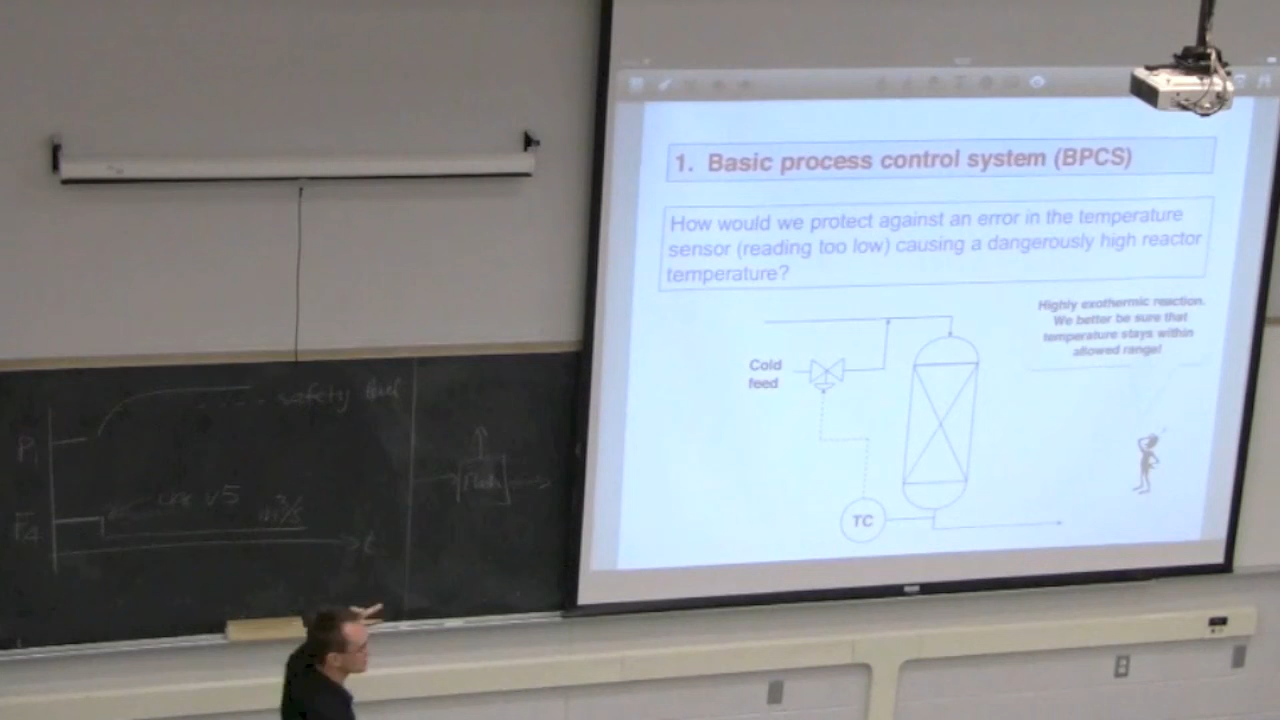 1. Basic process control system (BPCS)
How would we protect against an error in the temperature
sensor (reading too low) causing a dangerously high reactor
temperature?
Highly exothermic reaction.
We better be sure that
temperature stays within
allowed range!
Cold
feed
TC
safety
P1
v5
F4
t